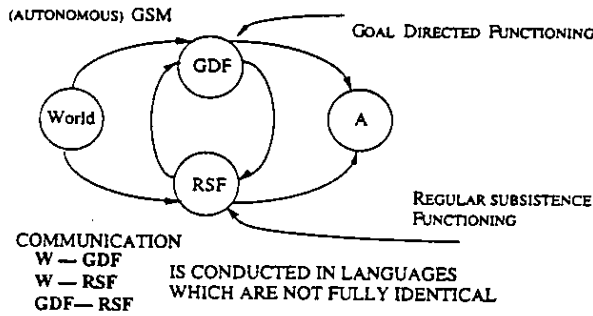 (AUTONOMOUS) GSM
GOAL DIRECTED FUNCTIONING
GDF
World
A
RSF
REGULAR SUBSISTENCE
FUNCTIONING
COMMUNICATION
W — GDF
W — RSF
GDF— RSF
IS CONDUCTED IN LANGUAGES
WHICH ARE NOT FULLY IDENTICAL